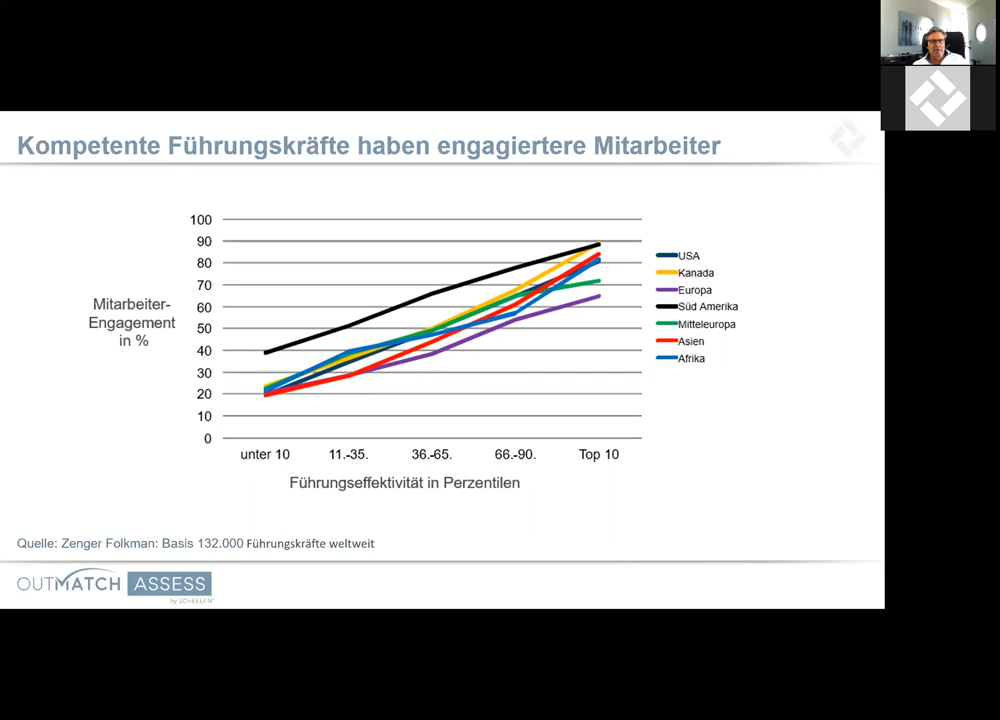 Kompetente Führungskräfte haben engagiertere Mitarbeiter
Mitarbeiter-
Engagement
in %
100
90
80
70
60
50
40
30
20
10
0
unter 10 11.-35. 36.-65. 66.-90. Top 10
Führungseffektivität in Perzentilen
USA
Kanada
Europa
Süd Amerika
Mitteleuropa
Asien
Afrika
Quelle: Zenger Folkman: Basis 132.000 Führungskräfte weltweit
OUTMATCH ASSESS
by SCHEELEN®